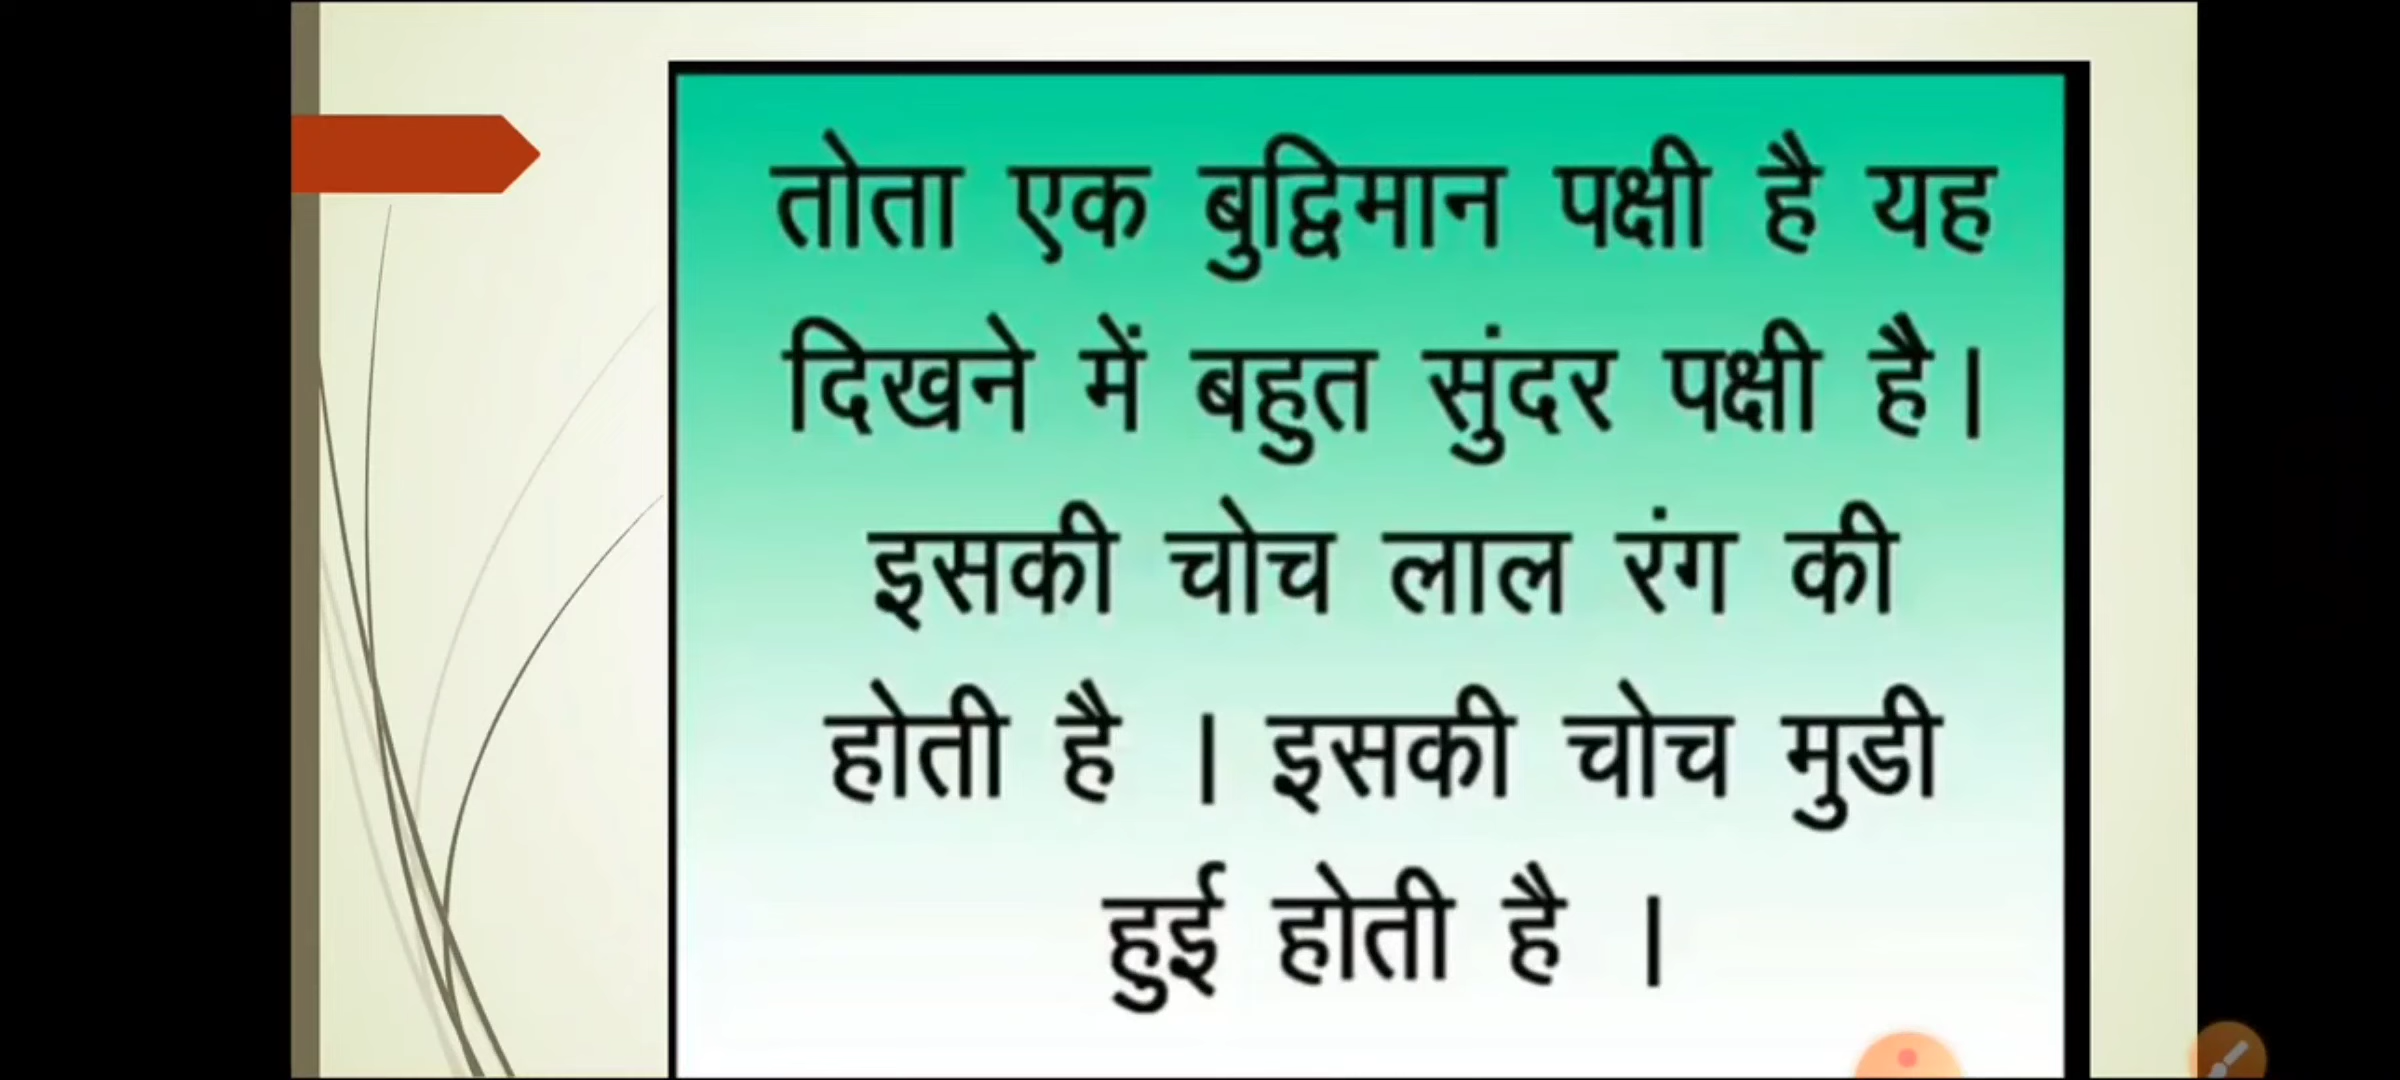 तोता एक बुद्विमान पक्षी है यह
दिखने में बहुत सुंदर पक्षी है।
इसकी चोच लाल रंग की
होती है । इसकी चोच मुडी
हुई होती है ।